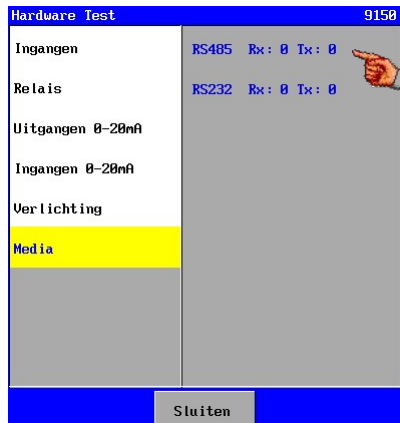 Hardware Test 9150
Ingangen
RS485 Rx: 0 Tx: 0
Relais
RS232 Rx: 0 Tx: 0
Uitgangen 0-20mA
Ingangen 0-20mA
Verlichting
Media
Sluiten